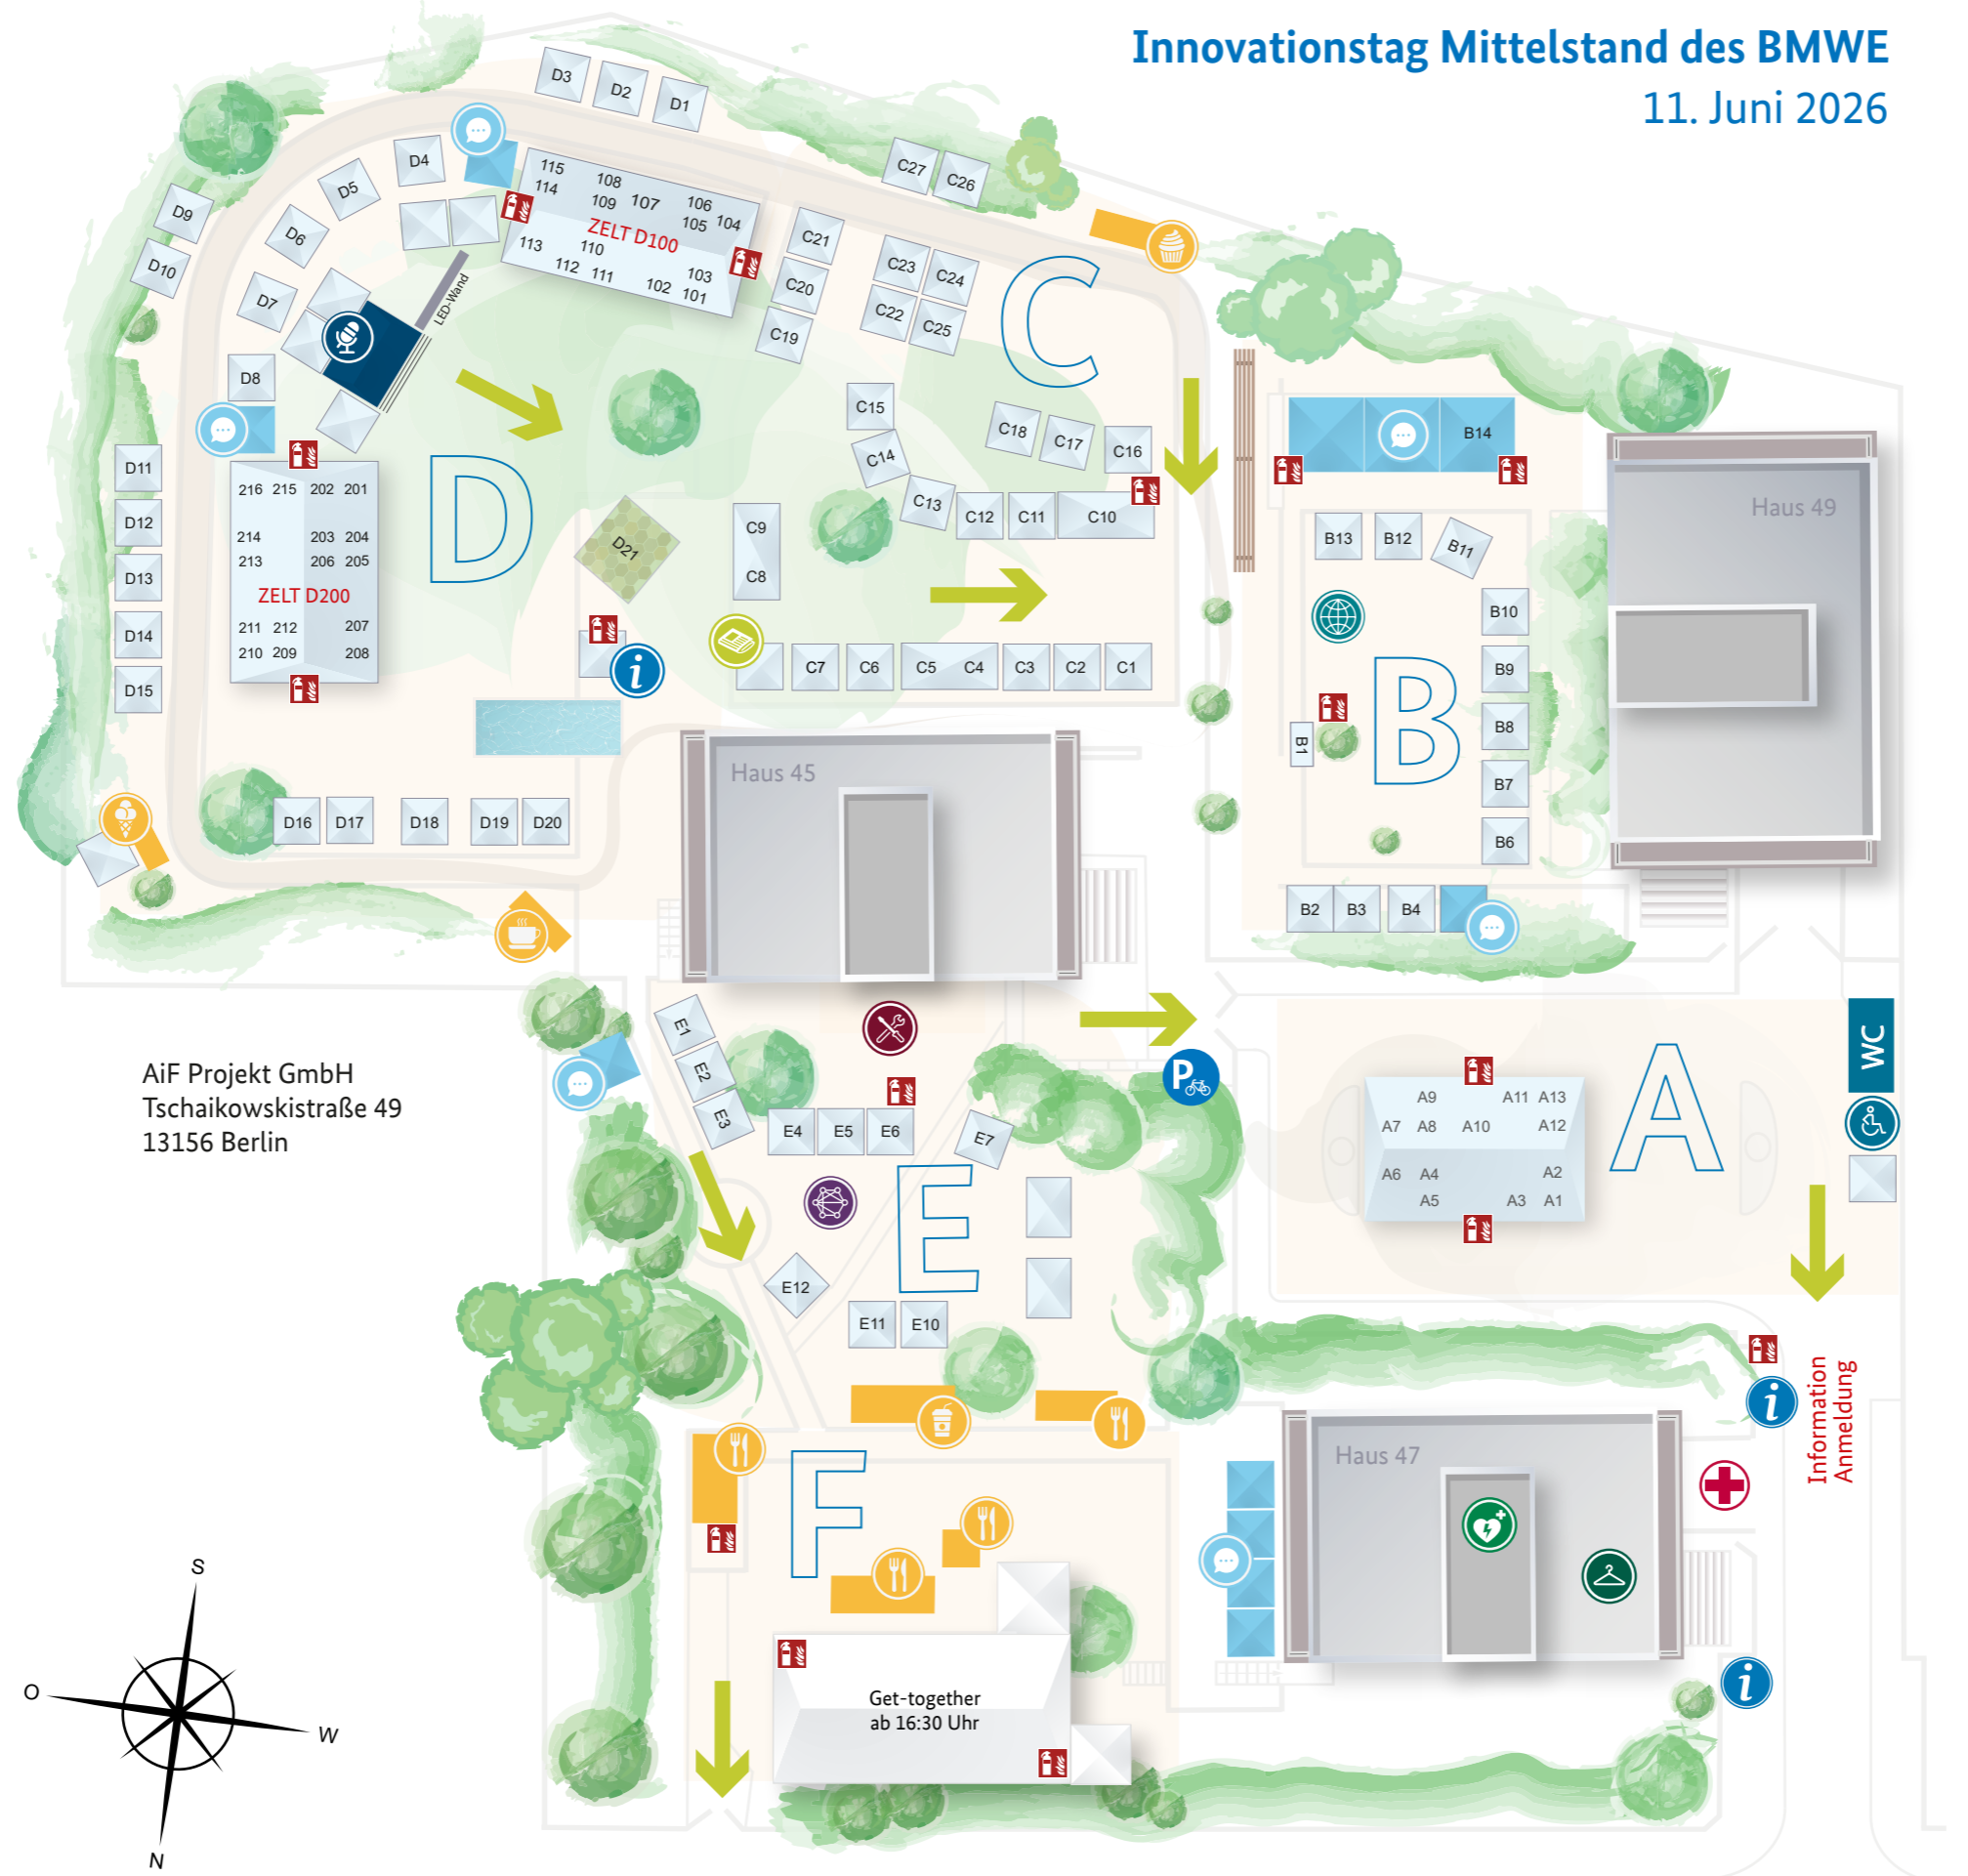 Innovationstag Mittelstand des BMWE
11. Juni 2026
D3
D2
D1
D4
D5
D6
D7
D8
D9
D10
115
108
114
109
107
106
105
104
ZELT D100
113
110
112
111
103
102
101
LED-Wand
C27
C26
C21
C20
C19
C23
C24
C22
C25
C
C15
C14
C18
C17
C16
C13
C12
C11
C10
C9
C8
D11
D12
D13
D14
D15
216 215 202 201
214 203 204
213 206 205
ZELT D200
211 212 207
210 209 208
D
D21
i
C7
C6
C5
C4
C3
C2
C1
B14
Haus 49
B13
B12
B11
B10
B9
B8
B7
B6
B
B1
B2
B3
B4
Haus 45
D16
D17
D18
D19
D20
AiF Projekt GmbH
Tschaikowskistraße 49
13156 Berlin
E1
E2
E3
E4
E5
E6
E7
E
E12
E11
E10
P
A9 A11 A13
A7 A8 A10 A12
A6 A4 A2
A5 A3 A1
A
WC
i
Information
Anmeldung
Haus 47
F
Get-together
ab 16:30 Uhr
i
S
O
W
N